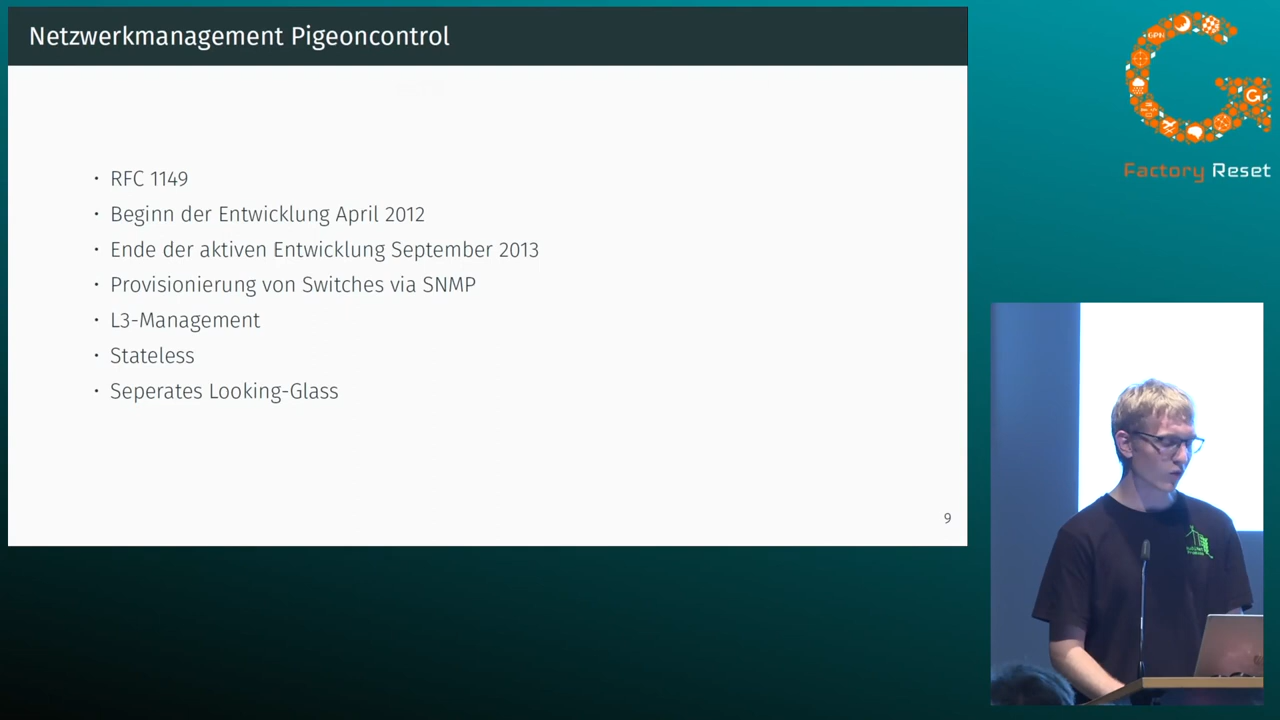 Netzwerkmanagement Pigeoncontrol
RFC 1149
Beginn der Entwicklung April 2012
Ende der aktiven Entwicklung September 2013
Provisionierung von Switches via SNMP
L3-Management
Stateless
Seperates Looking-Glass
9
GPN
Factory Reset